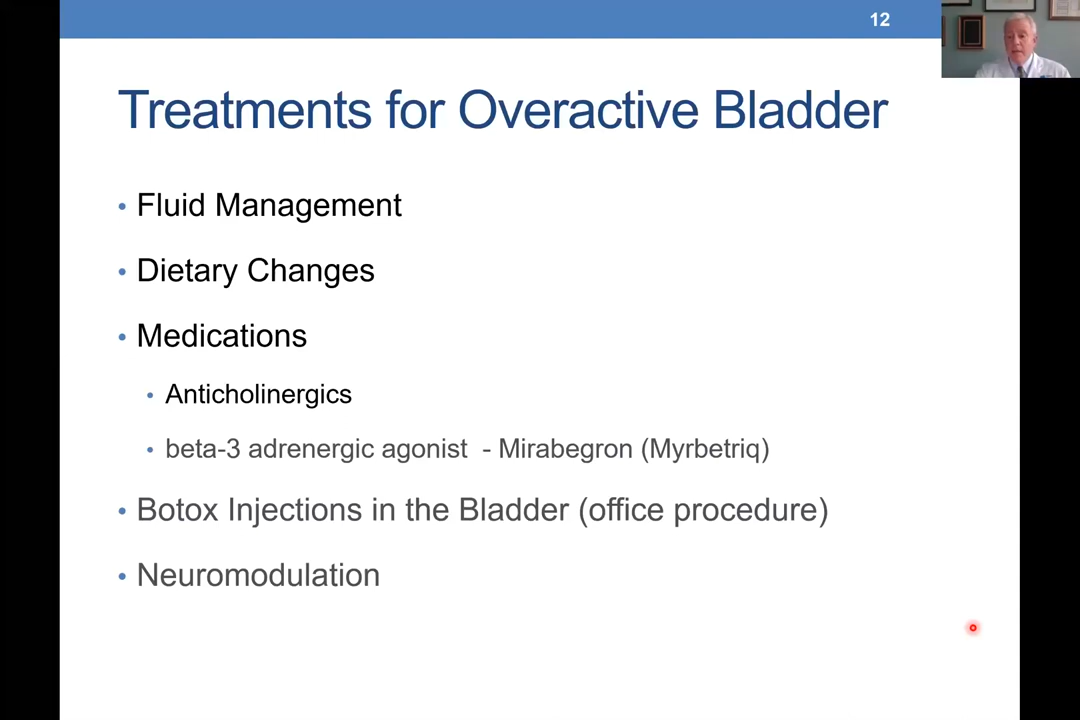 12
Treatments for Overactive Bladder
• Fluid Management
• Dietary Changes
• Medications
• Anticholinergics
• beta-3 adrenergic agonist - Mirabegron (Myrbetriq)
• Botox Injections in the Bladder (office procedure)
• Neuromodulation